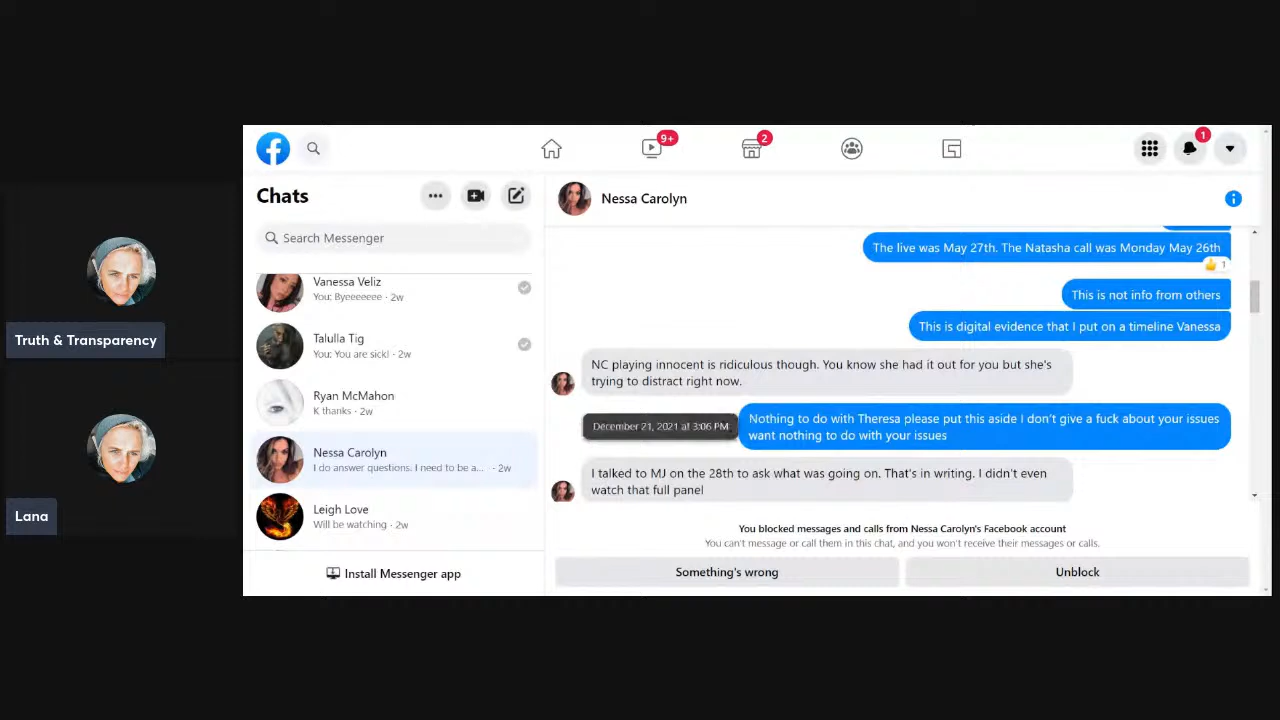 9+
2
1
Chats
Search Messenger
Vanessa Veliz
You: Byeeeeee · 2w
Talulla Tig
You: You are sick! · 2w
Ryan McMahon
K thanks · 2w
Nessa Carolyn
I do answer questions. I need to be a... · 2w
Leigh Love
Will be watching · 2w
Install Messenger app
Truth & Transparency
Lana
Nessa Carolyn
The live was May 27th. The Natasha call was Monday May 26th
1
This is not info from others
This is digital evidence that I put on a timeline Vanessa
NC playing innocent is ridiculous though. You know she had it out for you but she's
trying to distract right now.
December 21, 2021 at 3:06 PM
Nothing to do with Theresa please put this aside I don't give a fuck about your issues
want nothing to do with your issues
I talked to MJ on the 28th to ask what was going on. That's in writing. I didn't even
watch that full panel
You blocked messages and calls from Nessa Carolyn's Facebook account
You can't message or call them in this chat, and you won't receive their messages or calls.
Something's wrong
Unblock